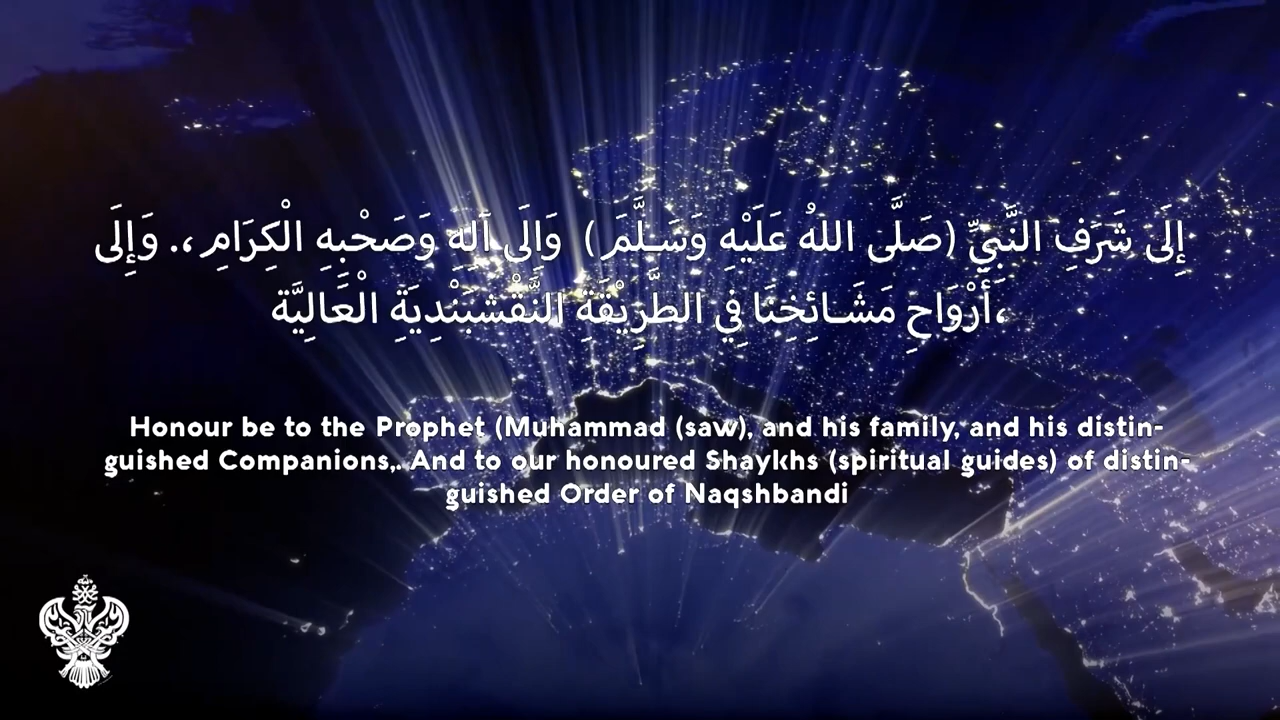 إِلَى شَرَفِ النَّبِيِّ (صَلَّى اللهُ عَلَيْهِ وَسَـلَّمَ) وَاِلَى آلِهِ وَصَحْبِهِ الْكِرَامِ ،. وَإِلَى
،أَرْوَاحِ مَشَـائِخِنَا فِي الطَّرِيْقَةِ النَّقْشبَنْدِيَةِ الْعَالِيَّة
Honour be to the Prophet (Muhammad (saw), and his family, and his distin-
guished Companions,. And to our honoured Shaykhs (spiritual guides) of distin-
guished Order of Naqshbandi